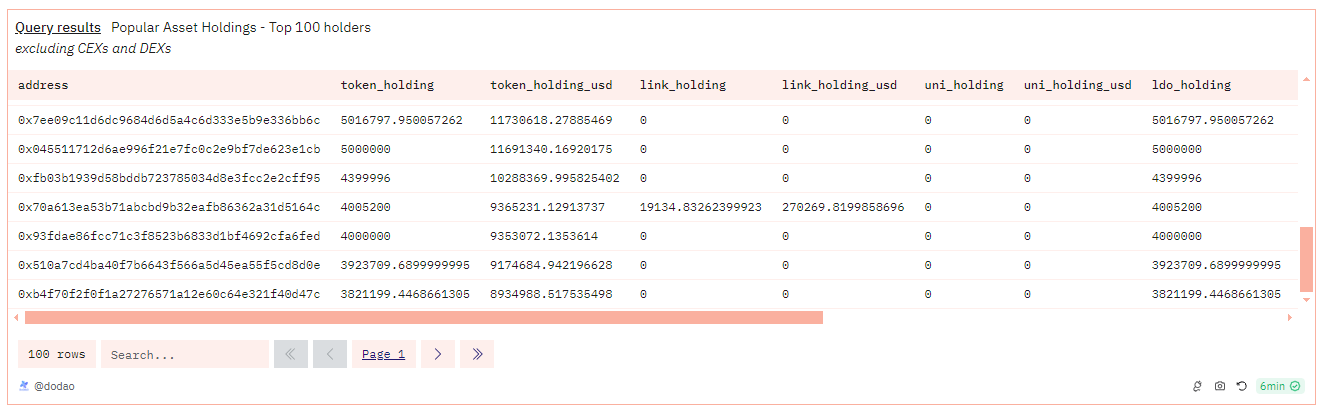 Query results Popular Asset Holdings - Top 100 holders
excluding CEXs and DEXs
address token_holding token_holding_usd link_holding link_holding_usd uni_holding uni_holding_usd ldo_holding
0x7ee09c11d6dc9684d6d5a4c6d333e5b9e336bb6c 5016797.950057262 11730618.27885469 0 0 0 0 5016797.950057262
0x045511712d6ae996f21e7fc0c2e9bf7de623e1cb 5000000 11691340.16920175 0 0 0 0 5000000
0xfb03b1939d58bddb723785034d8e3fcc2e2cff95 4399996 10288369.995825402 0 0 0 0 4399996
0x70a613ea53b71abcbd9b32eafb86362a31d5164c 4005200 9365231.12913737 19134.83262399923 270269.8199858696 0 0 4005200
0x93fdae86fcc71c3f8523b6833d1bf4692cfa6fed 4000000 9353072.1353614 0 0 0 0 4000000
0x510a7cd4ba40f7b6643f566a5d45ea55f5cd8d0e 3923709.6899999995 9174684.942196628 0 0 0 0 3923709.6899999995
0xb4f70f2f0f1a27276571a12e60c64e321f40d47c 3821199.4468661305 8934988.517535498 0 0 0 0 3821199.4468661305
100 rows Search... Page 1
@dodao 6min